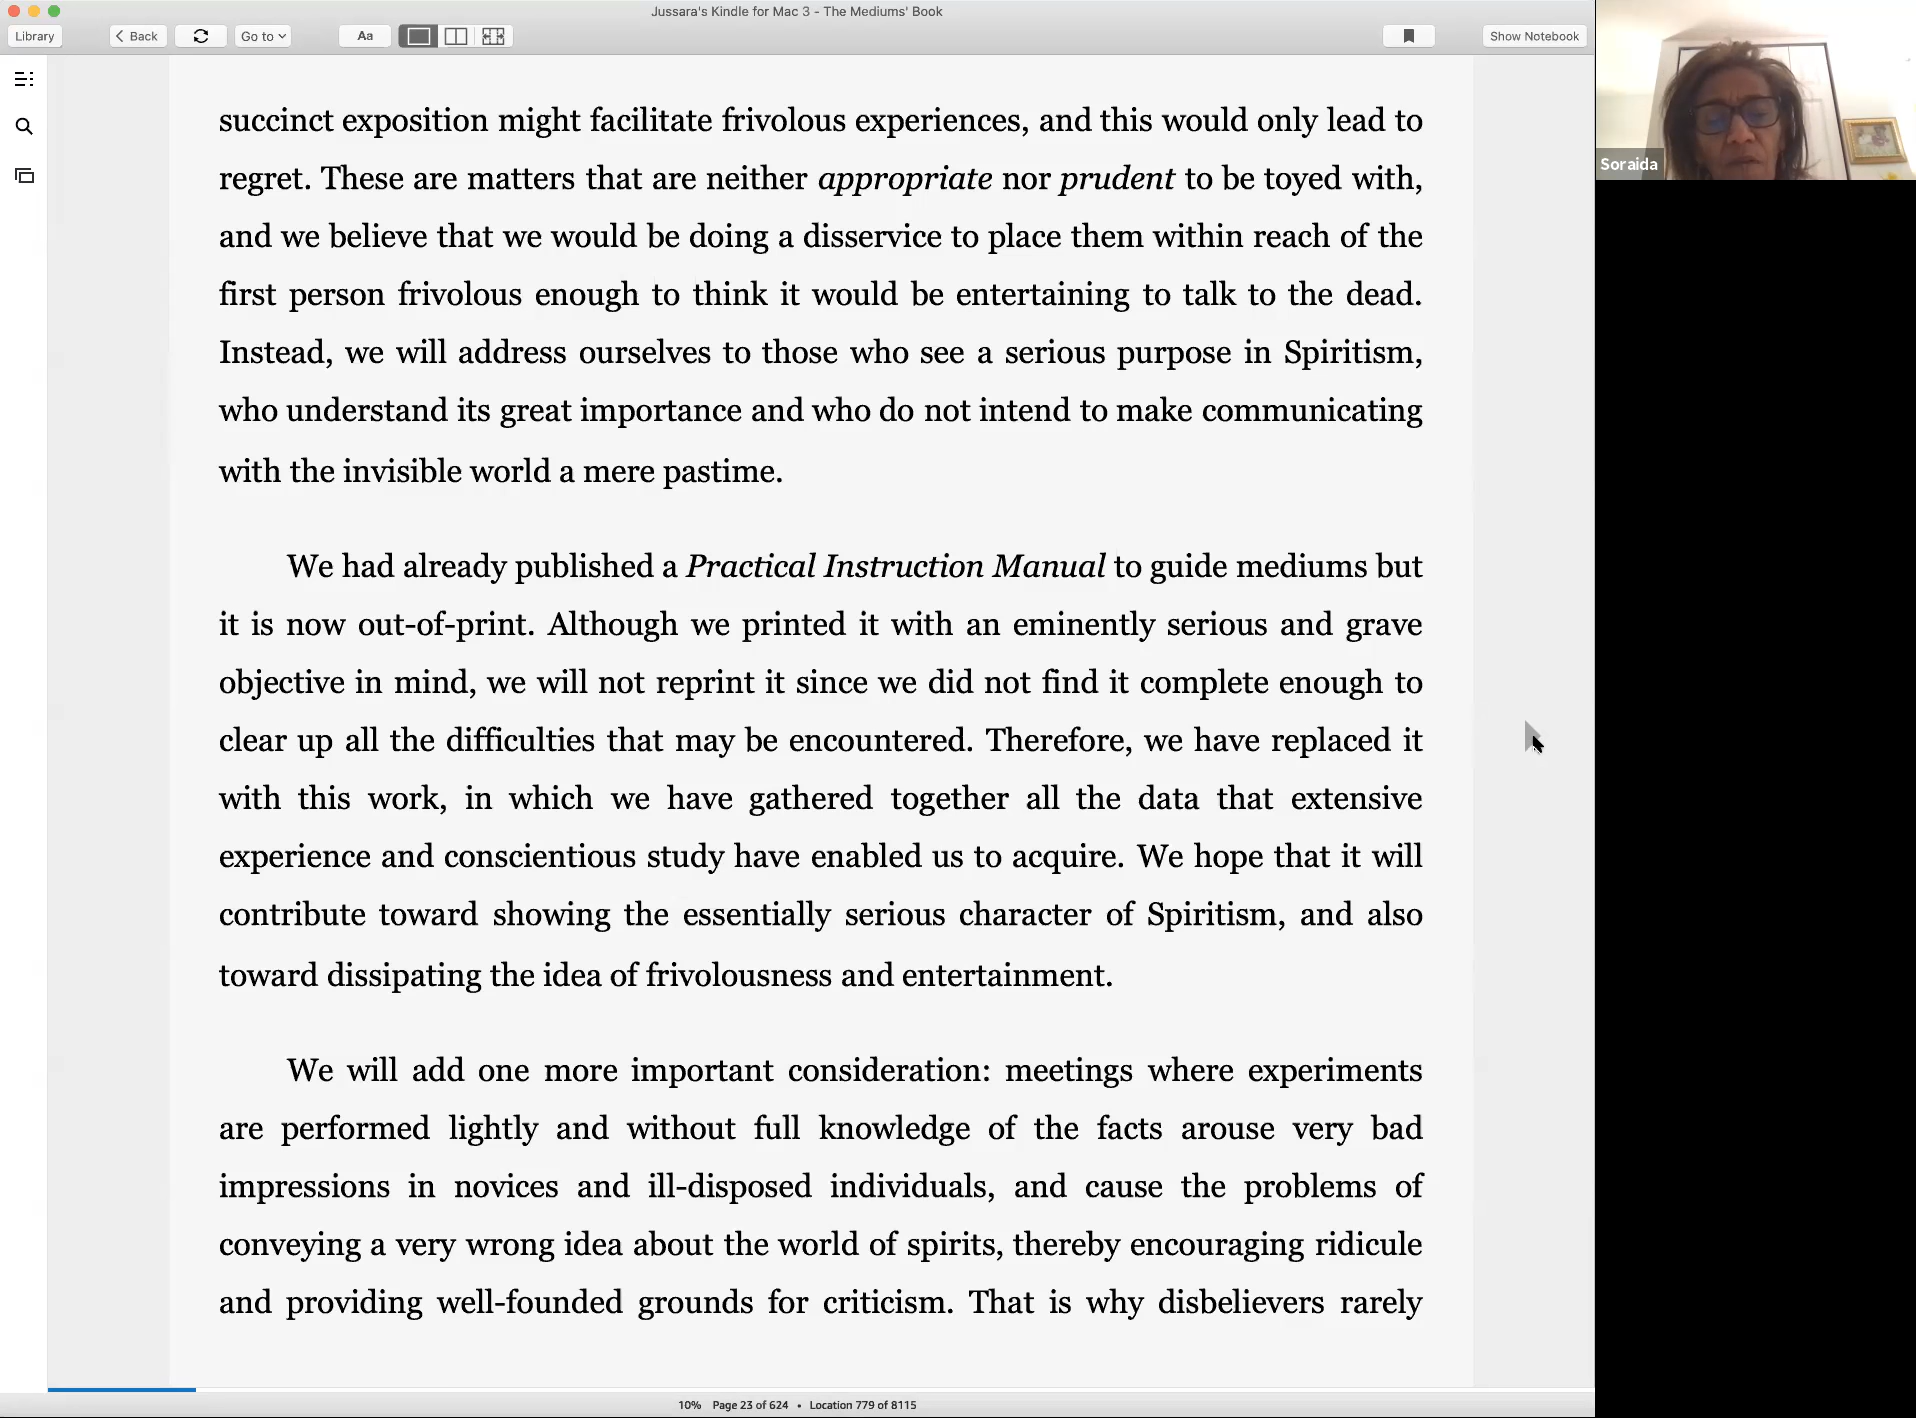 Jussara's Kindle for Mac 3 - The Mediums' Book
Library
Back
Go to
Aa
Show Notebook
succinct exposition might facilitate frivolous experiences, and this would only lead to
regret. These are matters that are neither appropriate nor prudent to be toyed with,
and we believe that we would be doing a disservice to place them within reach of the
first person frivolous enough to think it would be entertaining to talk to the dead.
Instead, we will address ourselves to those who see a serious purpose in Spiritism,
who understand its great importance and who do not intend to make communicating
with the invisible world a mere pastime.
We had already published a Practical Instruction Manual to guide mediums but
it is now out-of-print. Although we printed it with an eminently serious and grave
objective in mind, we will not reprint it since we did not find it complete enough to
clear up all the difficulties that may be encountered. Therefore, we have replaced it
with this work, in which we have gathered together all the data that extensive
experience and conscientious study have enabled us to acquire. We hope that it will
contribute toward showing the essentially serious character of Spiritism, and also
toward dissipating the idea of frivolousness and entertainment.
We will add one more important consideration: meetings where experiments
are performed lightly and without full knowledge of the facts arouse very bad
impressions in novices and ill-disposed individuals, and cause the problems of
conveying a very wrong idea about the world of spirits, thereby encouraging ridicule
and providing well-founded grounds for criticism. That is why disbelievers rarely
10% Page 23 of 624 • Location 779 of 8115
Soraida